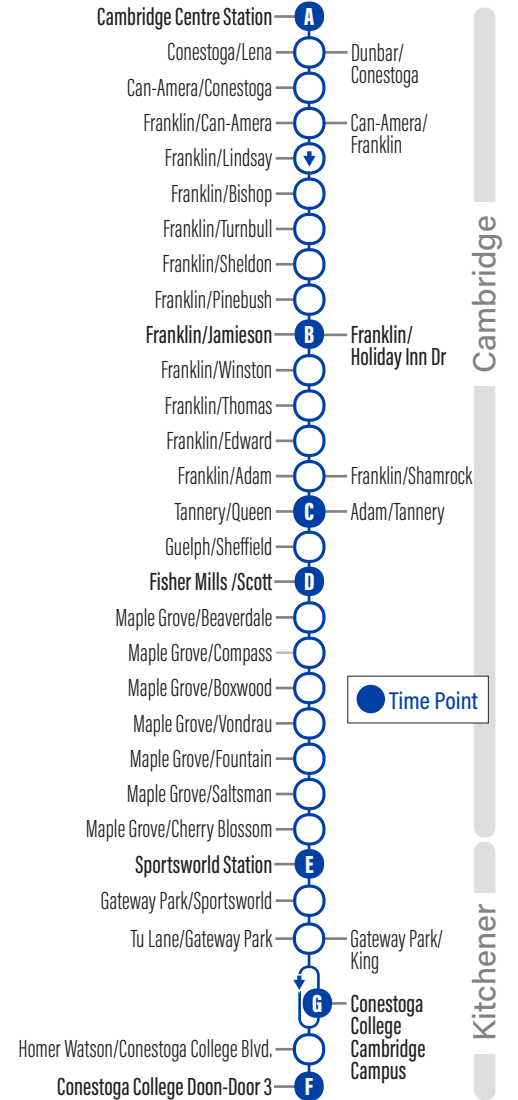 Cambridge Centre Station A
Conestoga/Lena Dunbar/
Conestoga
Can-Amera/Conestoga
Franklin/Can-Amera Can-Amera/
Franklin
Franklin/Lindsay
Franklin/Bishop
Franklin/Turnbull
Franklin/Sheldon
Franklin/Pinebush
Franklin/Jamieson B Franklin/
Holiday Inn Dr
Franklin/Winston
Franklin/Thomas
Franklin/Edward
Franklin/Adam Franklin/Shamrock
Tannery/Queen C Adam/Tannery
Guelph/Sheffield
Fisher Mills /Scott D
Maple Grove/Beaverdale
Maple Grove/Compass
Maple Grove/Boxwood
Time Point
Maple Grove/Vondrau
Maple Grove/Fountain
Maple Grove/Saltsman
Maple Grove/Cherry Blossom
Cambridge
Sportsworld Station E
Gateway Park/Sportsworld
Tu Lane/Gateway Park Gateway Park/
King
G Conestoga
College
Cambridge
Campus
Homer Watson/Conestoga College Blvd.
Conestoga College Doon-Door 3 F
Kitchener